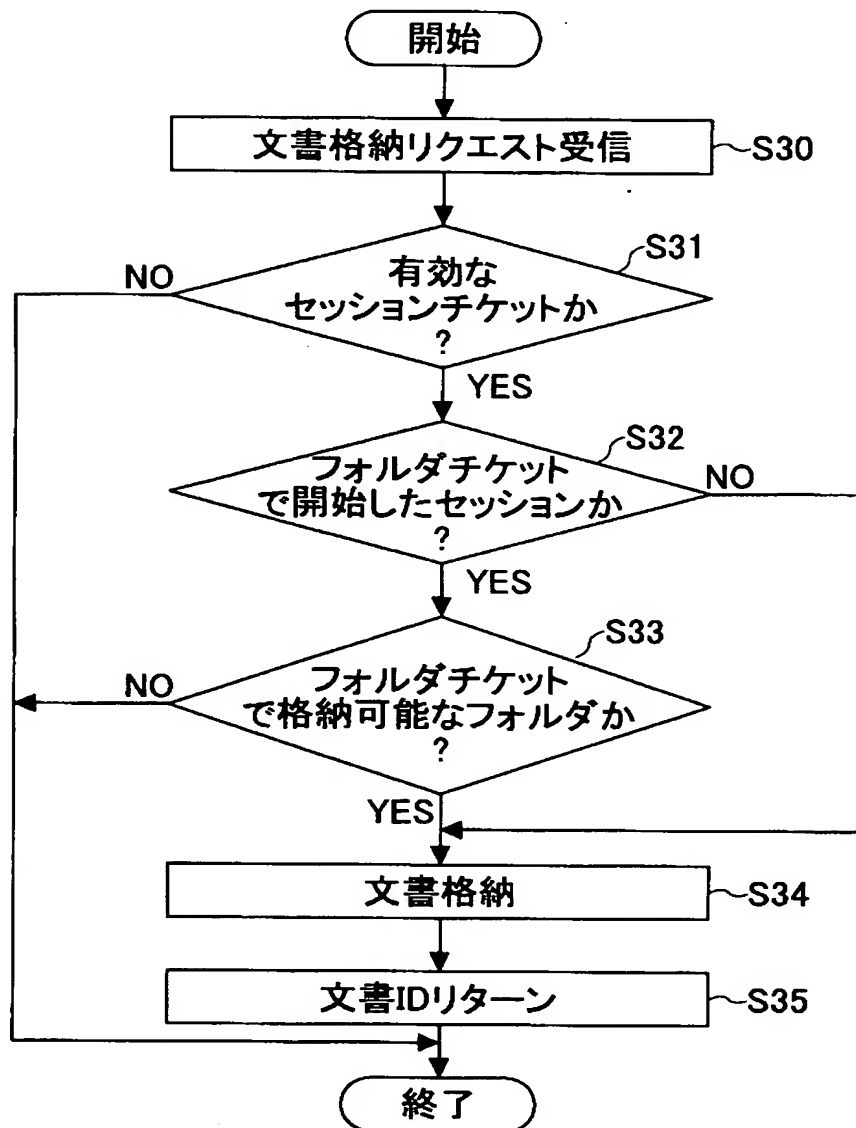 開始
文書格納リクエスト受信
S30
S31
NO
有効な
セッションチケットか
?
YES
S32
フォルダチケット
で開始したセッションか
?
NO
YES
S33
NO
フォルダチケット
で格納可能なフォルダか
?
YES
文書格納
S34
文書IDリターン
S35
終了